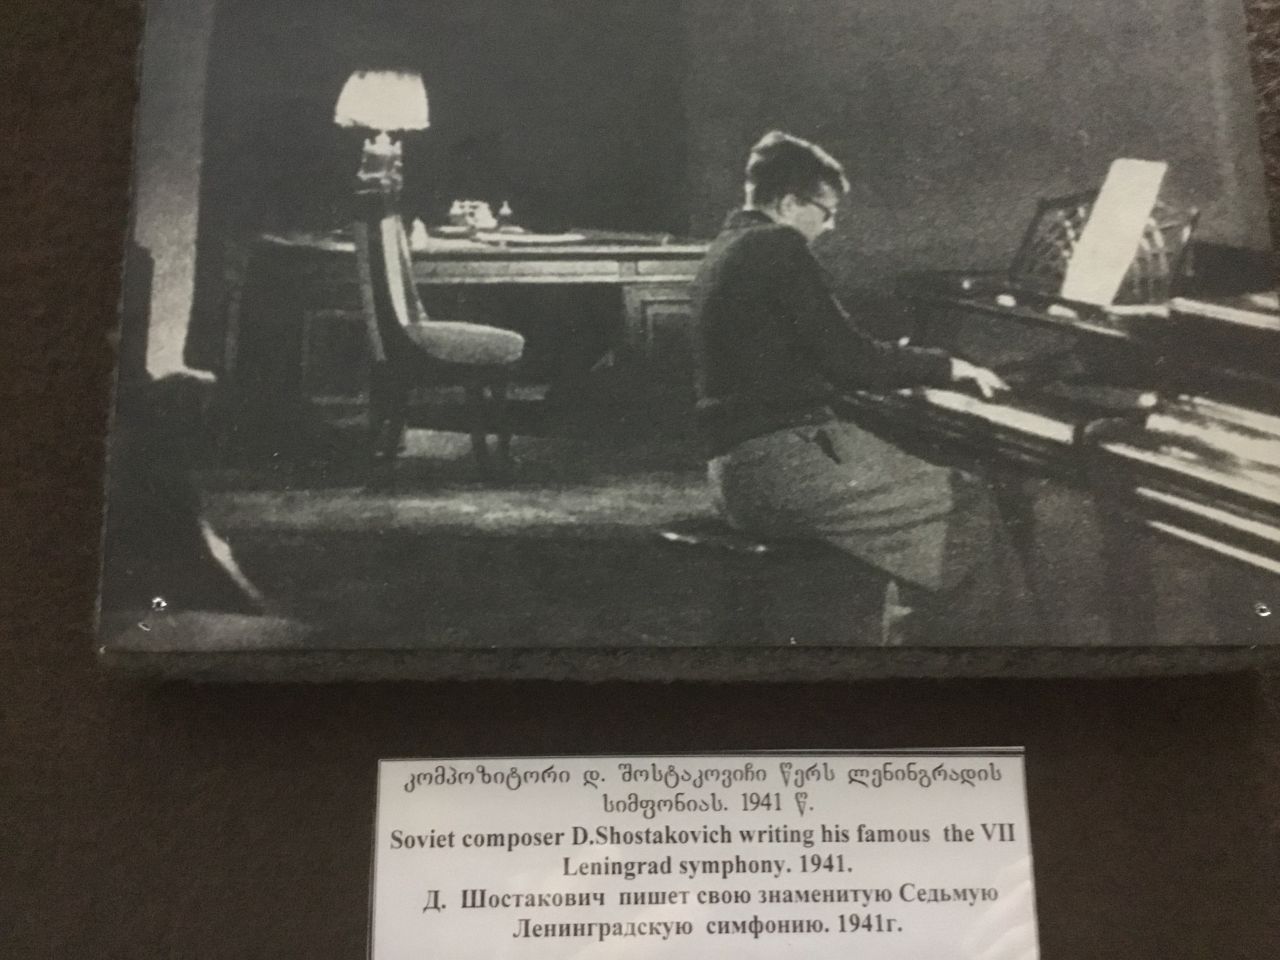 კომპოზიტორი დ. შოსტაკოვიჩი წერს ლენინგრადის
სიმფონიას. 1941 წ.
Soviet composer D.Shostakovich writing his famous the VII
Leningrad symphony. 1941.
Д. Шостакович пишет свою знаменитую Седьмую
Ленинградскую симфонию. 1941г.